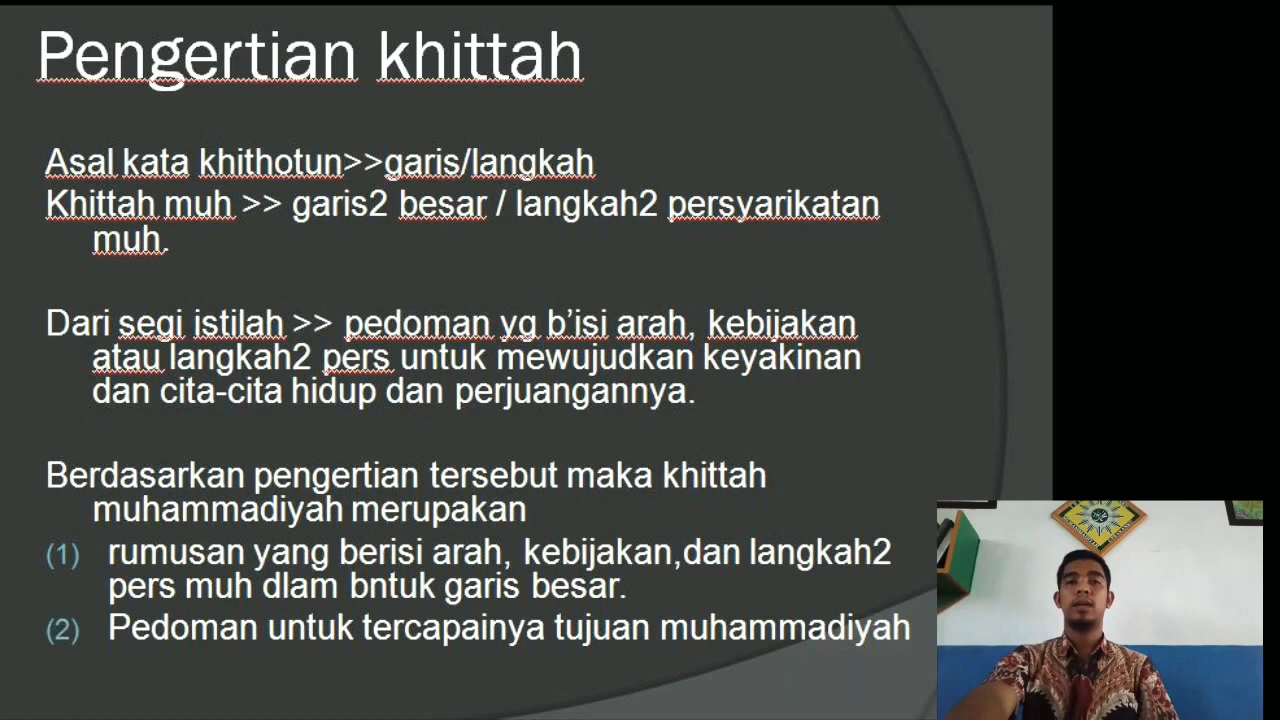 Pengertian khittah
Asal kata khithotun>>garis/langkah
Khittah muh >> garis2 besar / langkah2 persyarikatan
muh.
Dari segi istilah >> pedoman yg b’isi arah, kebijakan
atau langkah2 pers untuk mewujudkan keyakinan
dan cita-cita hidup dan perjuangannya.
Berdasarkan pengertian tersebut maka khittah
muhammadiyah merupakan
(1) rumusan yang berisi arah, kebijakan,dan langkah2
pers muh dlam bntuk garis besar.
(2) Pedoman untuk tercapainya tujuan muhammadiyah